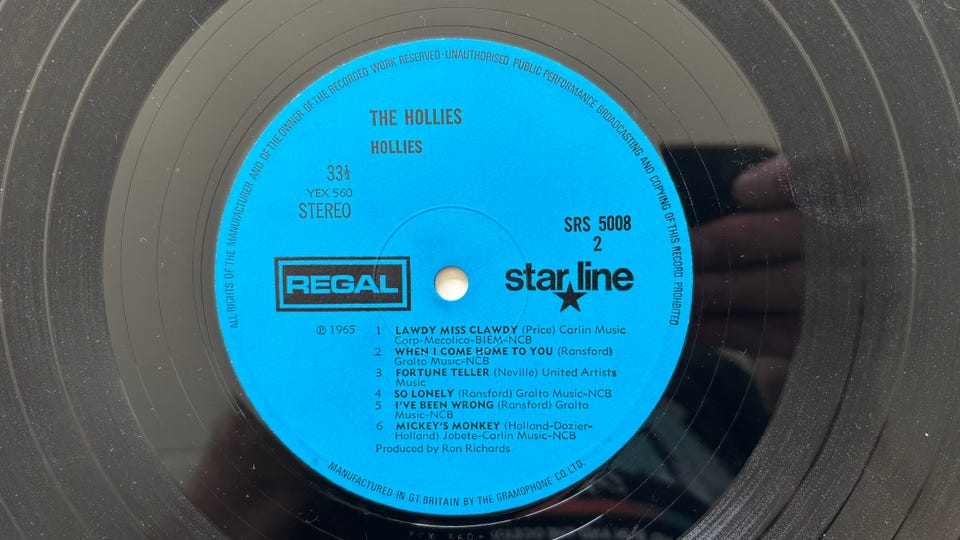 ALL RIGHTS OF THE MANUFACTURER AND OF THE OWNER OF THE RECORDED WORK RESERVED·UNAUTHORISED PUBLIC PERFORMANCE BROADCASTING AND COPYING OF THIS RECORD PROHIBITED
THE HOLLIES
HOLLIES
33⅓
YEX 560
STEREO
SRS 5008
2
REGAL
star line
℗ 1965
1 LAWDY MISS CLAWDY (Price) Carlin Music
Corp-Mecolico-BIEM-NCB
2 WHEN I COME HOME TO YOU (Ransford)
Gralto Music-NCB
3 FORTUNE TELLER (Neville) United Artists
Music
4 SO LONELY (Ransford) Gralto Music-NCB
5 I'VE BEEN WRONG (Ransford) Gralto
Music-NCB
6 MICKEY'S MONKEY (Holland-Dozier-
Holland) Jobete-Carlin Music-NCB
Produced by Ron Richards
MANUFACTURED IN GT. BRITAIN BY THE GRAMOPHONE CO. LTD.